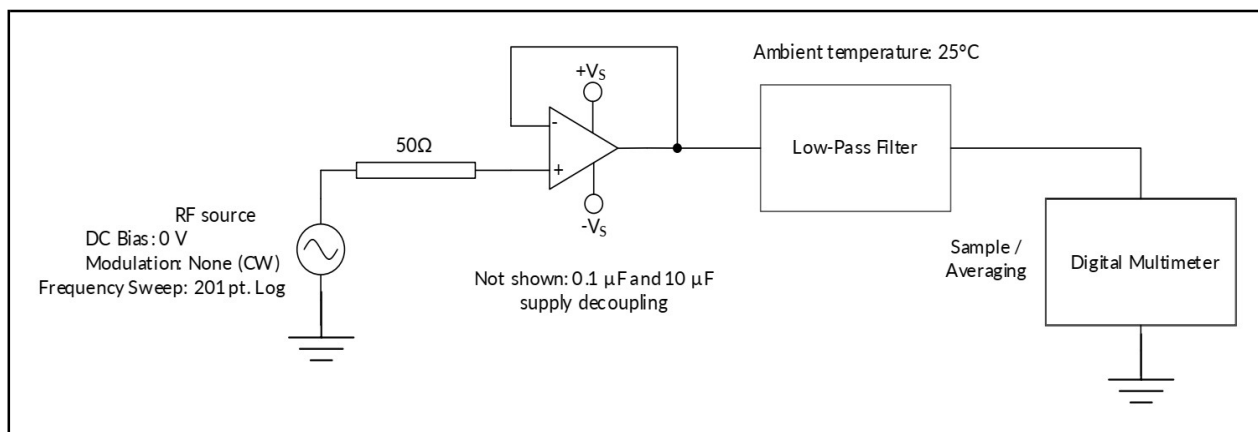 Ambient temperature: 25°C
+VS
-
50Ω
+
Low-Pass Filter
-VS
RF source
DC Bias: 0 V
Modulation: None (CW)
Frequency Sweep: 201 pt. Log
Not shown: 0.1 µF and 10 µF
supply decoupling
Sample /
Averaging
Digital Multimeter